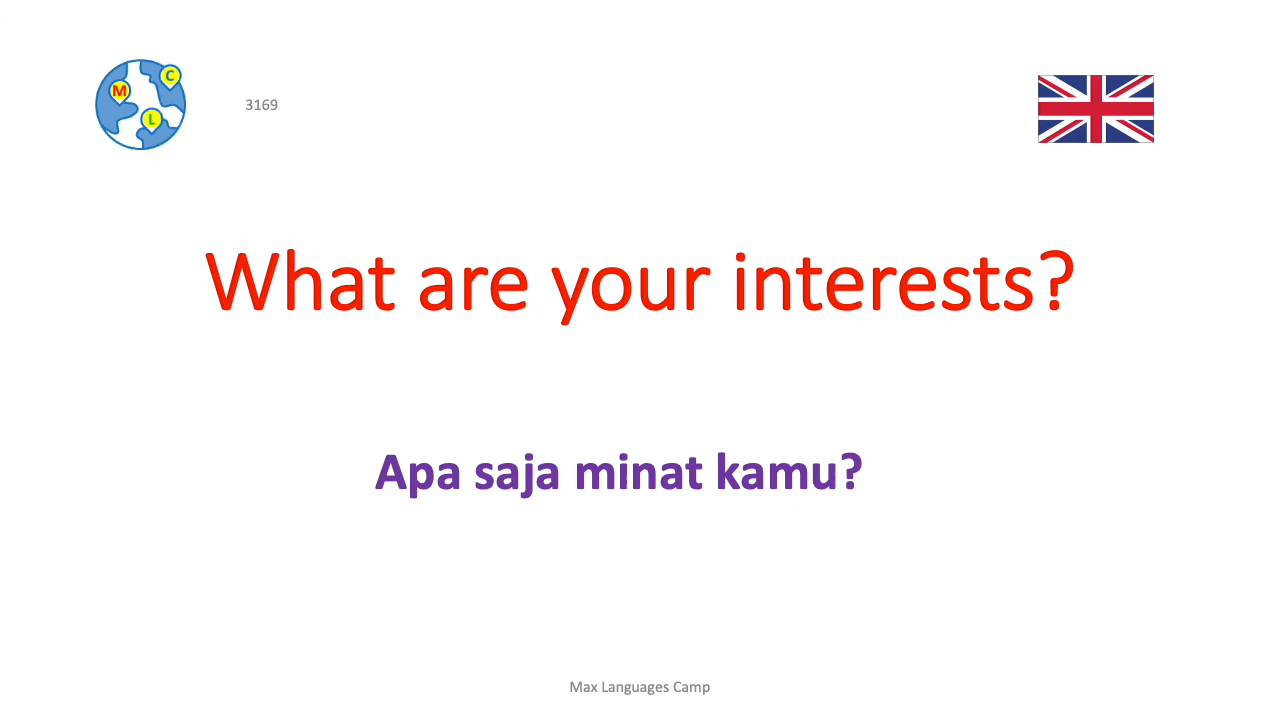 C
M
L
3169
What are your interests?
Apa saja minat kamu?
Max Languages Camp